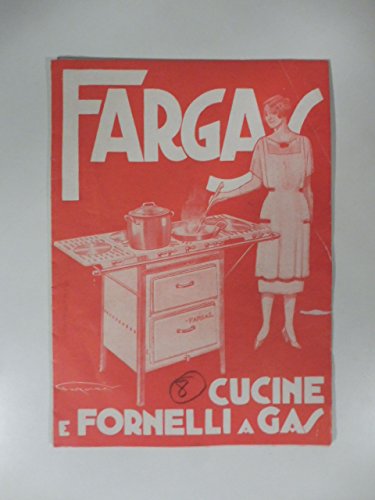 FARGAS
FARGAS
8
CUCINE
E FORNELLI A GAS